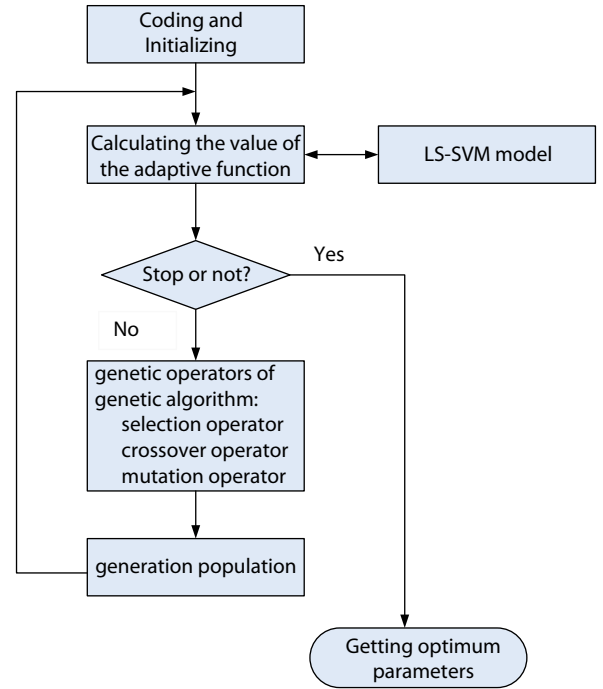 Coding and
Initializing
Calculating the value of
the adaptive function
LS-SVM model
Stop or not?
Yes
No
genetic operators of
genetic algorithm:
selection operator
crossover operator
mutation operator
generation population
Getting optimum
parameters